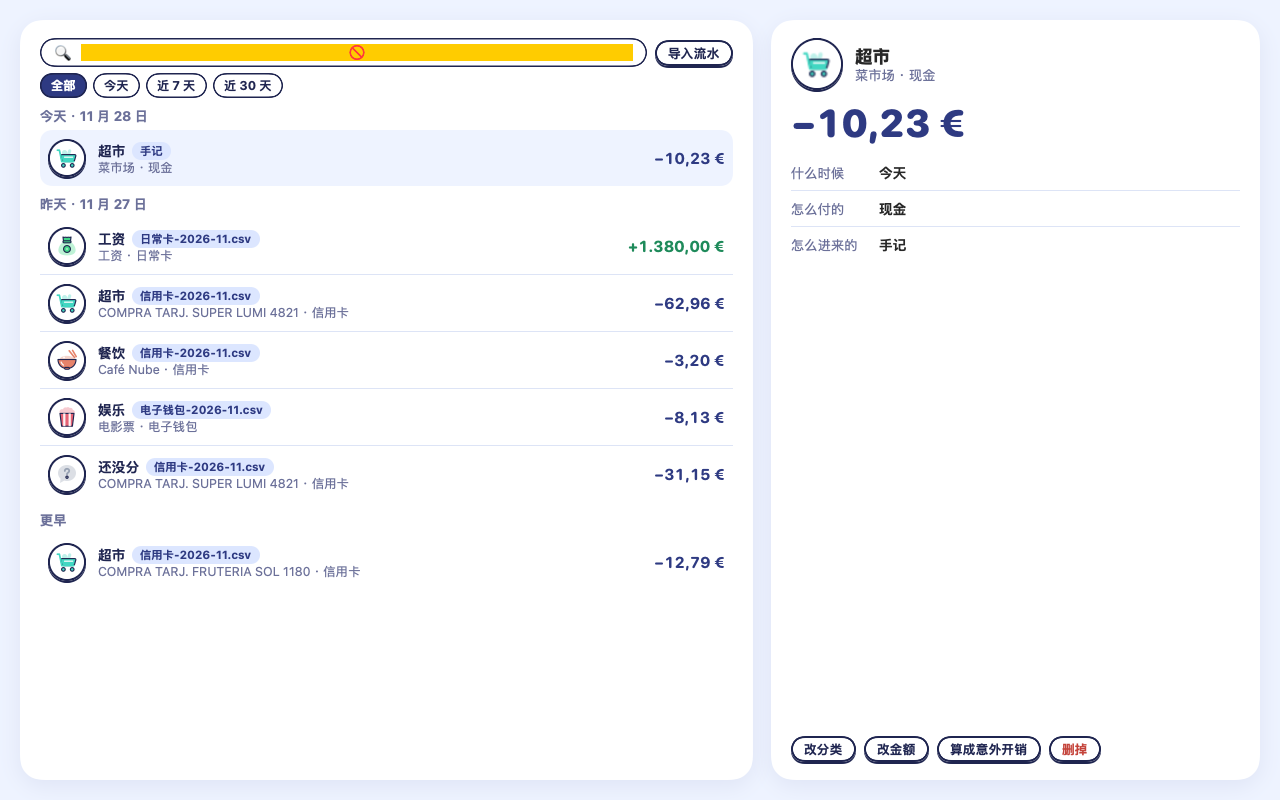 导入流水
全部 今天 近 7 天 近 30 天
今天 · 11 月 28 日
超市 手记
菜市场 · 现金
−10,23 €
昨天 · 11 月 27 日
工资 日常卡-2026-11.csv
工资 · 日常卡
+1.380,00 €
超市 信用卡-2026-11.csv
COMPRA TARJ. SUPER LUMI 4821 · 信用卡
−62,96 €
餐饮 信用卡-2026-11.csv
Café Nube · 信用卡
−3,20 €
娱乐 电子钱包-2026-11.csv
电影票 · 电子钱包
−8,13 €
还没分 信用卡-2026-11.csv
COMPRA TARJ. SUPER LUMI 4821 · 信用卡
−31,15 €
更早
超市 信用卡-2026-11.csv
COMPRA TARJ. FRUTERIA SOL 1180 · 信用卡
−12,79 €
超市
菜市场 · 现金
−10,23 €
什么时候 今天
怎么付的 现金
怎么进来的 手记
改分类 改金额 算成意外开销 删掉